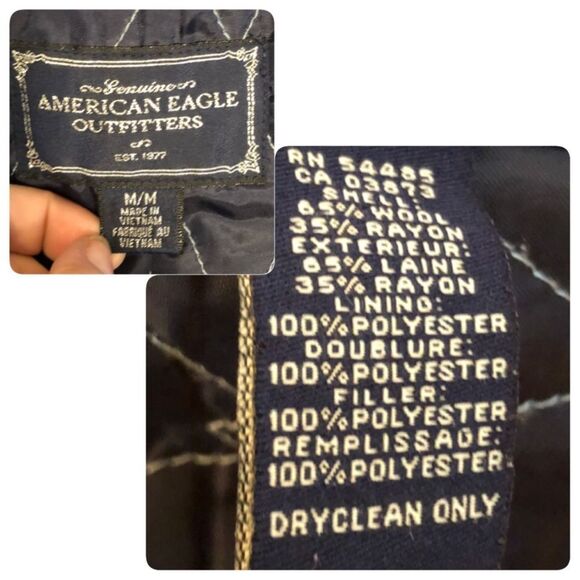 Genuine
AMERICAN EAGLE
OUTFITTERS
EST. 1977
M/M
MADE IN
VIETNAM
FABRIQUÉ AU
VIETNAM
RN 54485
CA 03873
SHELL:
65% WOOL
35% RAYON
EXTERIEUR:
65% LAINE
35% RAYON
LINING:
100% POLYESTER
DOUBLURE:
100% POLYESTER
FILLER:
100% POLYESTER
REMPLISSAGE:
100% POLYESTER
DRYCLEAN ONLY